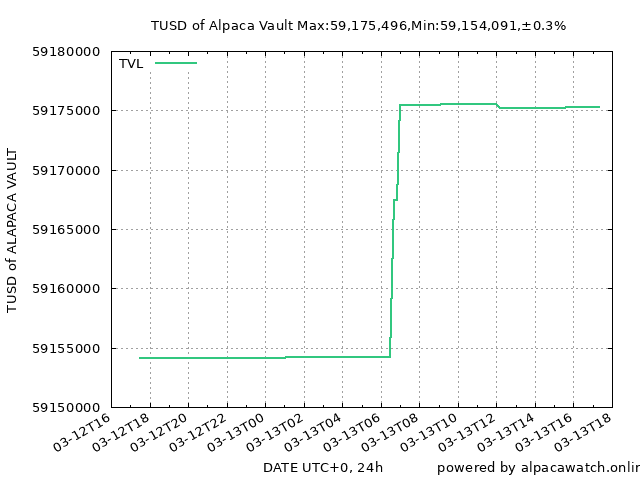 TUSD of Alpaca Vault Max:59,175,496,Min:59,154,091,±0.3%
TVL
59180000
59175000
59170000
59165000
59160000
59155000
59150000
TUSD of ALAPACA VAULT
03-12T16
03-12T18
03-12T20
03-12T22
03-13T00
03-13T02
03-13T04
03-13T06
03-13T08
03-13T10
03-13T12
03-13T14
03-13T16
03-13T18
DATE UTC+0, 24h
powered by alpacawatch.onlin